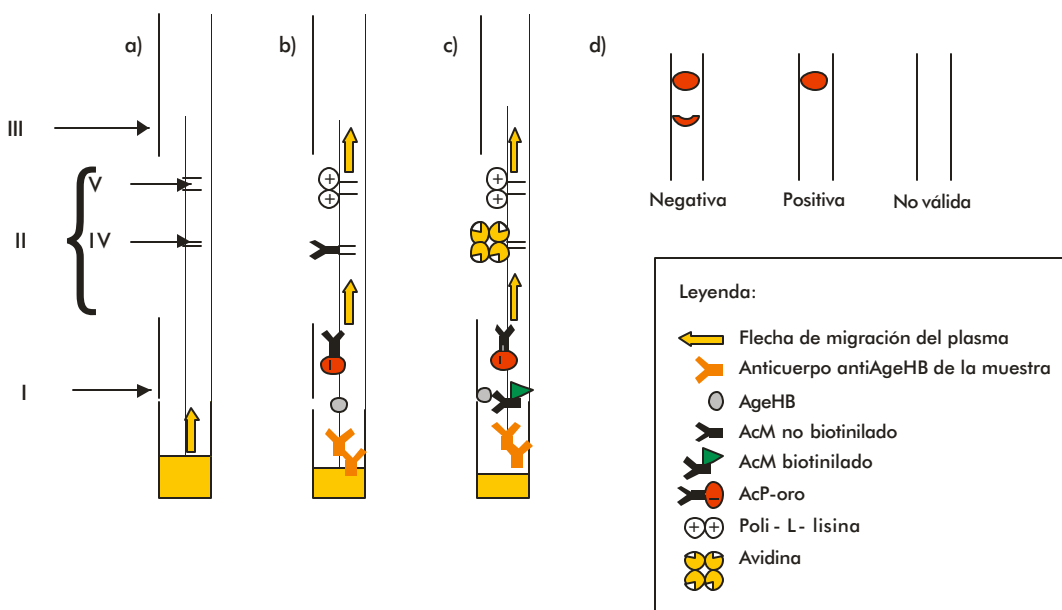 a)
b)
c)
d)
III
V
II
IV
I
Negativa
Positiva
No válida
Leyenda:
Flecha de migración del plasma
Anticuerpo antiAgeHB de la muestra
AgeHB
AcM no biotinilado
AcM biotinilado
AcP-oro
Poli - L - lisina
Avidina